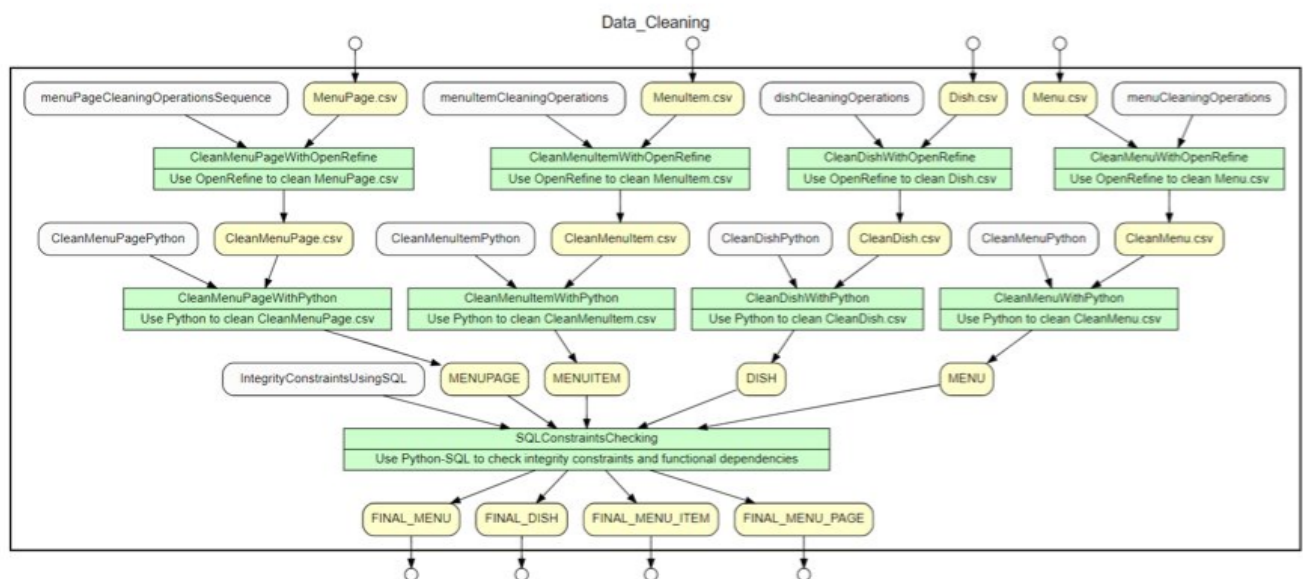 Data_Cleaning
menuPageCleaningOperationsSequence
MenuPage.csv
menuItemCleaningOperations
MenuItem.csv
dishCleaningOperations
Dish.csv
Menu.csv
menuCleaningOperations
CleanMenuPageWithOpenRefine
Use OpenRefine to clean MenuPage.csv
CleanMenuItemWithOpenRefine
Use OpenRefine to clean MenuItem.csv
CleanDishWithOpenRefine
Use OpenRefine to clean Dish.csv
CleanMenuWithOpenRefine
Use OpenRefine to clean Menu.csv
CleanMenuPagePython
CleanMenuPage.csv
CleanMenuItemPython
CleanMenuItem.csv
CleanDishPython
CleanDish.csv
CleanMenuPython
CleanMenu.csv
CleanMenuPageWithPython
Use Python to clean CleanMenuPage.csv
CleanMenuItemWithPython
Use Python to clean CleanMenuItem.csv
CleanDishWithPython
Use Python to clean CleanDish.csv
CleanMenuWithPython
Use Python to clean CleanMenu.csv
IntegrityConstraintsUsingSQL
MENUPAGE
MENUITEM
DISH
MENU
SQLConstraintsChecking
Use Python-SQL to check integrity constraints and functional dependencies
FINAL_MENU
FINAL_DISH
FINAL_MENU_ITEM
FINAL_MENU_PAGE